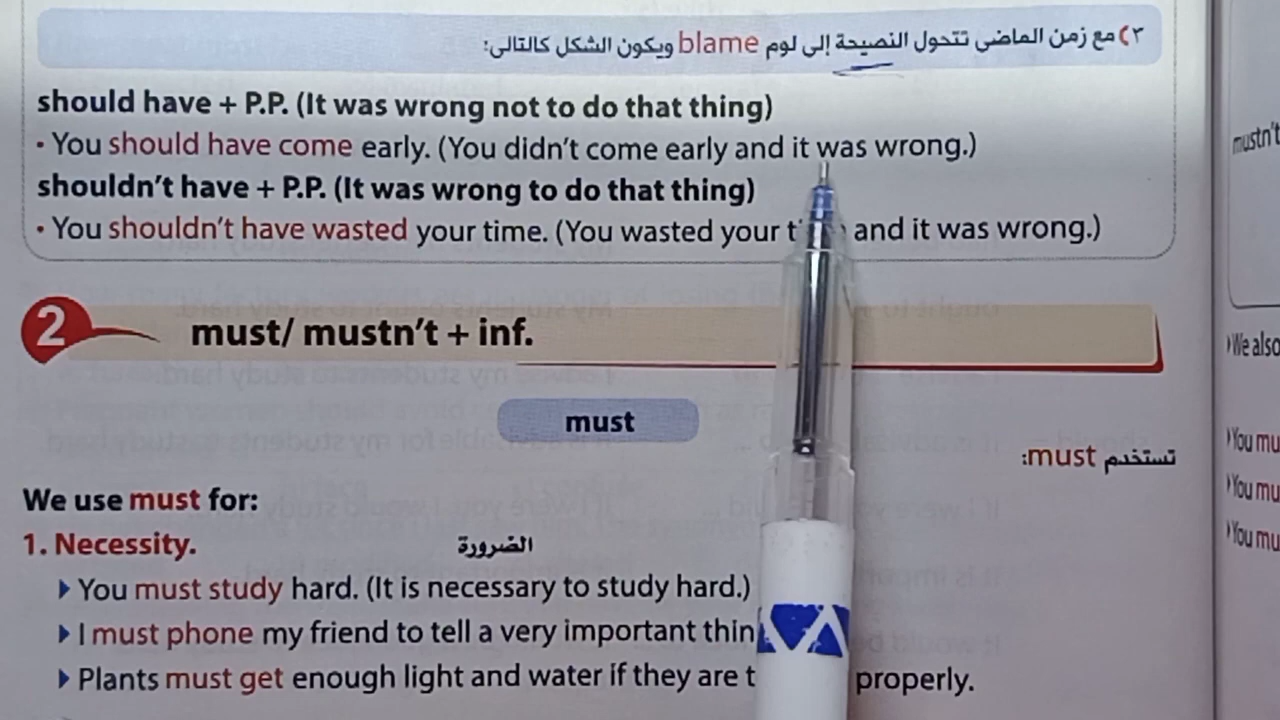 ٣) مع زمن الماضى تتحول النصيحة إلى لوم blame ويكون الشكل كالتالى:
should have + P.P. (It was wrong not to do that thing)
• You should have come early. (You didn't come early and it was wrong.)
shouldn't have + P.P. (It was wrong to do that thing)
• You shouldn't have wasted your time. (You wasted your t and it was wrong.)
2 must/ mustn't + inf.
must
تستخدم must:
We use must for:
1. Necessity. الضرورة
You must study hard. (It is necessary to study hard.)
I must phone my friend to tell a very important thin
Plants must get enough light and water if they are t properly.
mustn't
We also
You mu
You mu
You mu